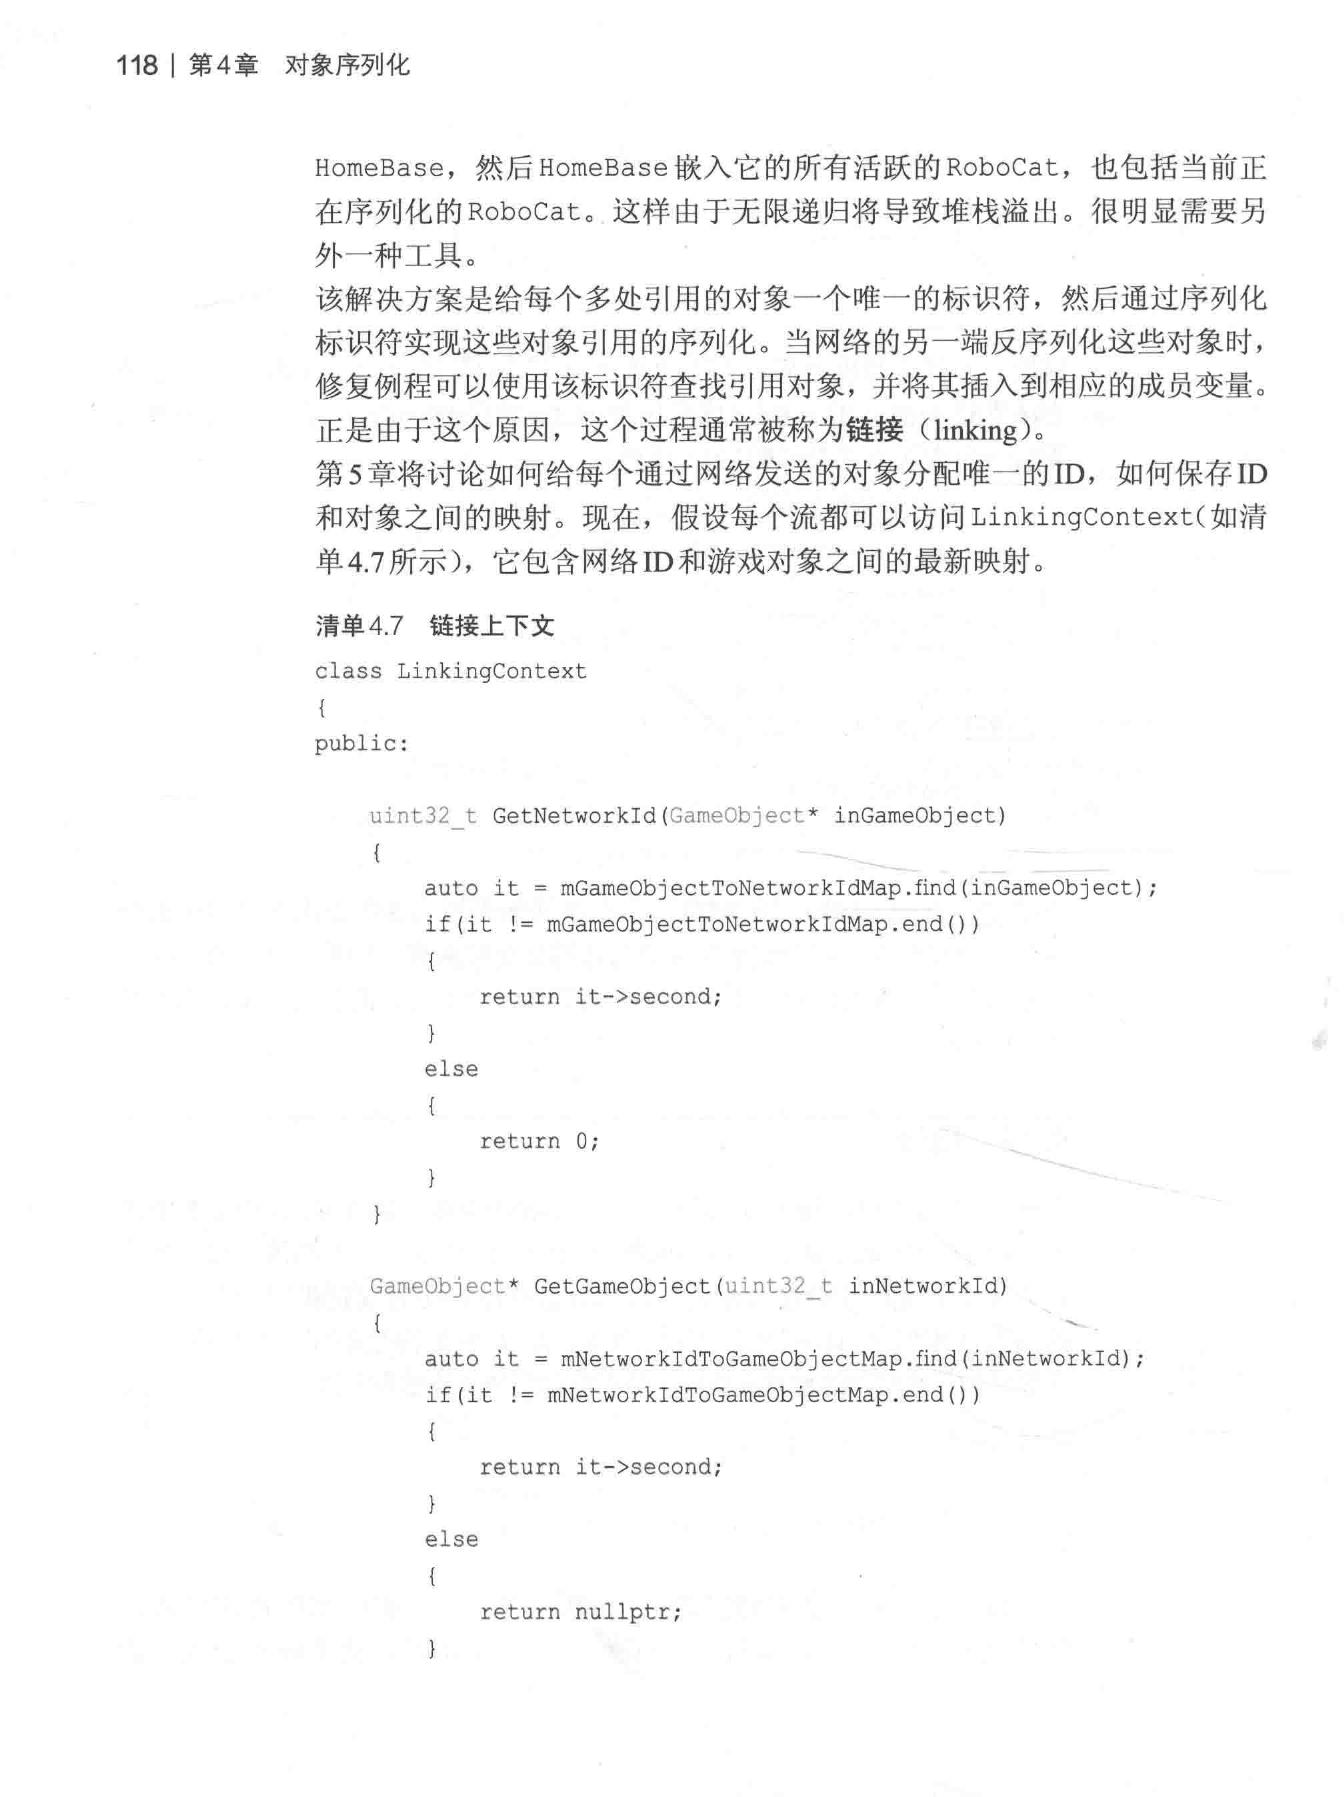 118 | 第4章 对象序列化
HomeBase，然后HomeBase嵌入它的所有活跃的RoboCat，也包括当前正
在序列化的RoboCat。这样由于无限递归将导致堆栈溢出。很明显需要另
外一种工具。
该解决方案是给每个多处引用的对象一个唯一的标识符，然后通过序列化
标识符实现这些对象引用的序列化。当网络的另一端反序列化这些对象时，
修复例程可以使用该标识符查找引用对象，并将其插入到相应的成员变量。
正是由于这个原因，这个过程通常被称为链接（linking）。
第5章将讨论如何给每个通过网络发送的对象分配唯一的ID，如何保存ID
和对象之间的映射。现在，假设每个流都可以访问LinkingContext(如清
单4.7所示），它包含网络ID和游戏对象之间的最新映射。
清单4.7 链接上下文
class LinkingContext
{
public:
uint32_t GetNetworkId(GameObject* inGameObject)
{
auto it = mGameObjectToNetworkIdMap.find(inGameObject);
if(it != mGameObjectToNetworkIdMap.end())
{
return it->second;
}
else
{
return 0;
}
}
GameObject* GetGameObject(uint32_t inNetworkId)
{
auto it = mNetworkIdToGameObjectMap.find(inNetworkId);
if(it != mNetworkIdToGameObjectMap.end())
{
return it->second;
}
else
{
return nullptr;
}